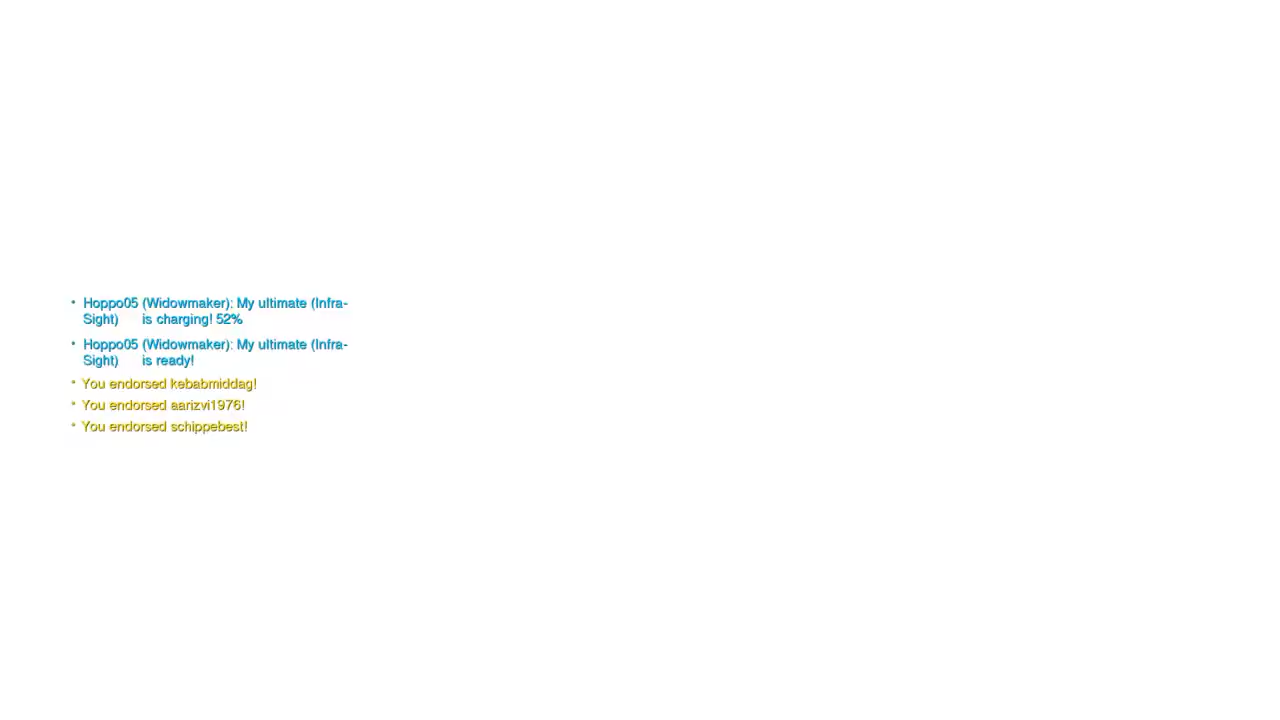 Hoppo05 (Widowmaker): My ultimate (Infra-
Sight) is charging! 52%
Hoppo05 (Widowmaker): My ultimate (Infra-
Sight) is ready!
You endorsed kebabmiddag!
You endorsed aarizvi1976!
You endorsed schippebest!